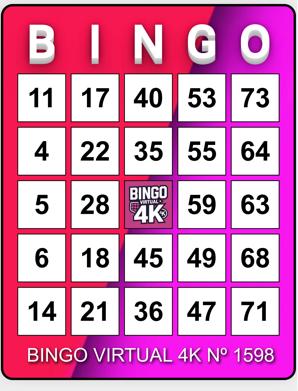 B I N G O
11 17 40 53 73
4 22 35 55 64
5 28 BINGO VIRTUAL 4K 59 63
6 18 45 49 68
14 21 36 47 71
BINGO VIRTUAL 4K Nº 1598